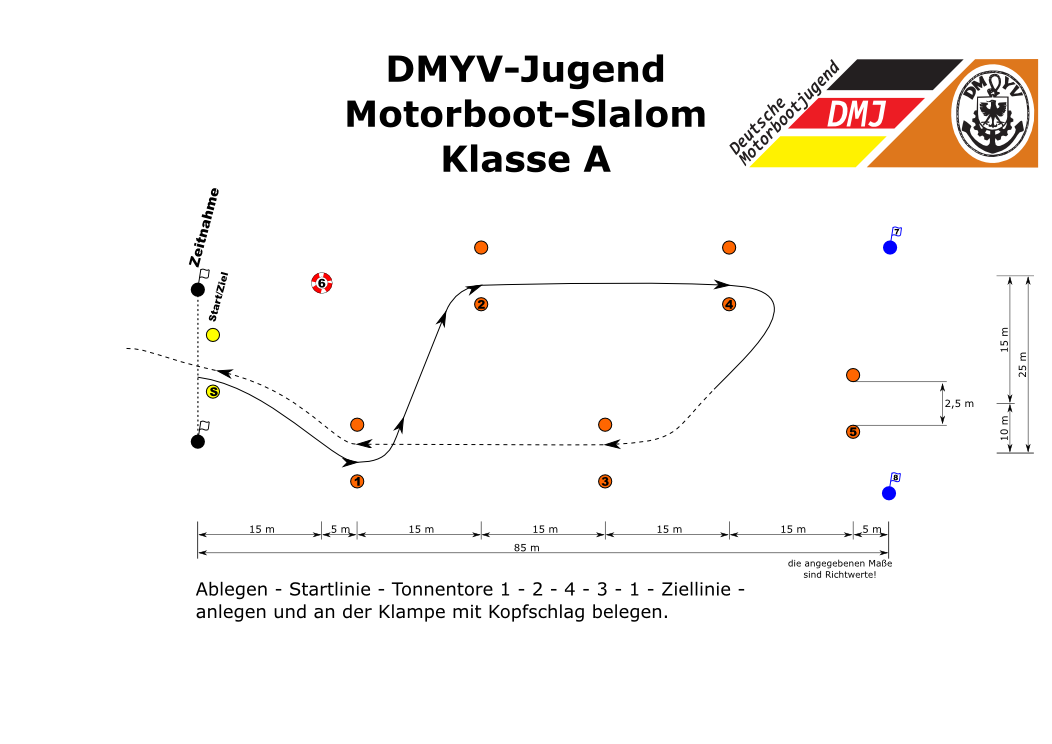 DMYV-Jugend
Motorboot-Slalom
Klasse A
Deutsche
Motorbootjugend
DMJ
DMYV
Zeitnahme
Start/Ziel
7
6
2
4
S
5
1
3
8
15 m
25 m
2,5 m
10 m
15 m
5 m
15 m
15 m
15 m
15 m
5 m
85 m
die angegebenen Maße
sind Richtwerte!
Ablegen - Startlinie - Tonnentore 1 - 2 - 4 - 3 - 1 - Ziellinie -
anlegen und an der Klampe mit Kopfschlag belegen.